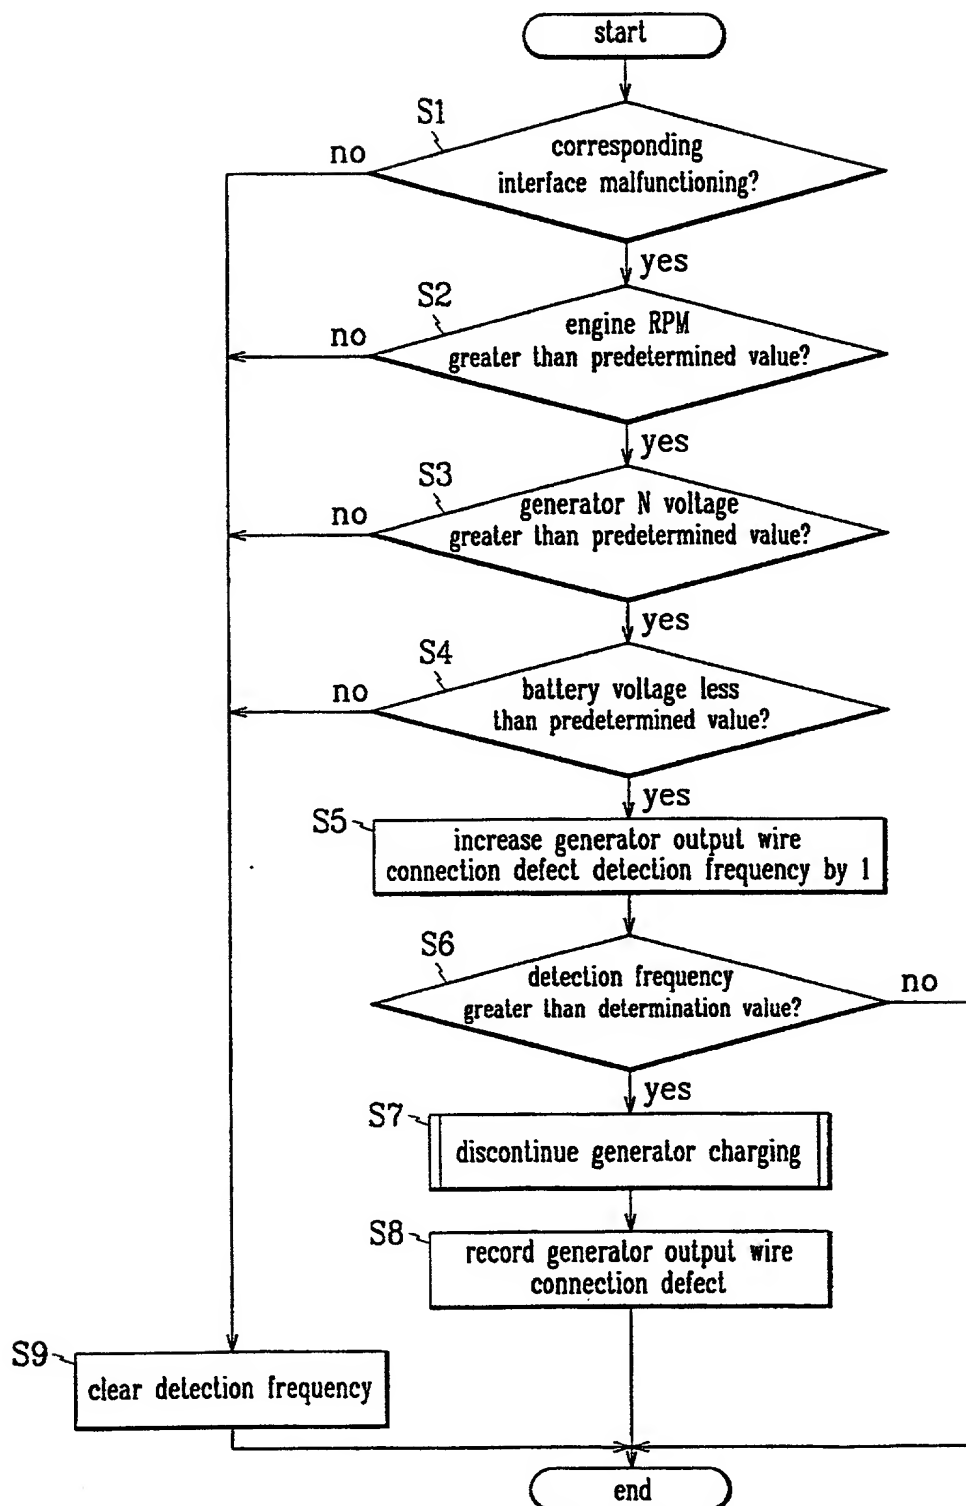 start
S1
corresponding
interface malfunctioning?
no
yes
S2
engine RPM
greater than predetermined value?
no
yes
S3
generator N voltage
greater than predetermined value?
no
yes
S4
battery voltage less
than predetermined value?
no
yes
S5
increase generator output wire
connection defect detection frequency by 1
S6
detection frequency
greater than determination value?
no
yes
S7
discontinue generator charging
S8
record generator output wire
connection defect
S9
clear detection frequency
end